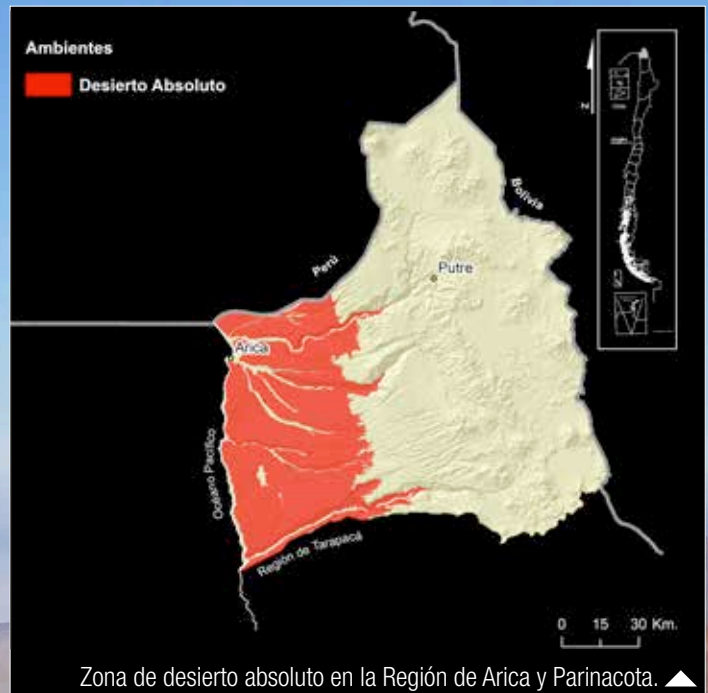 Ambientes
Desierto Absoluto
N
Bolivia
Perú
Putre
Arica
Océano Pacífico
Región de Tarapacá
0 15 30 Km.
Zona de desierto absoluto en la Región de Arica y Parinacota.